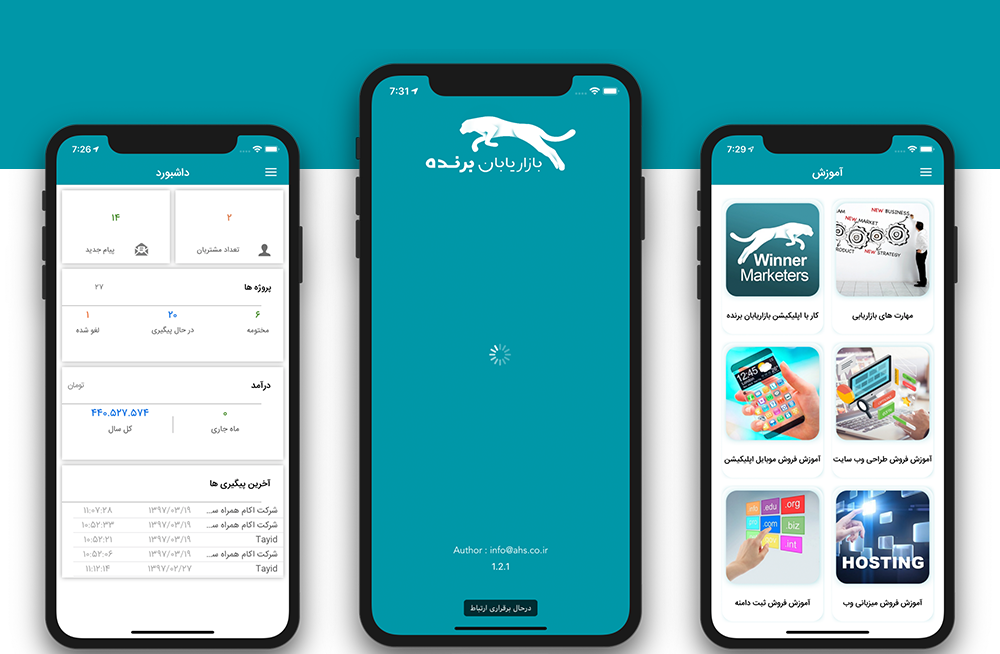 7:26
داشبورد
۲
تعداد مشتریان
۱۴
پیام جدید
پروژه ها
۲۷
۶
مختومه
۲۰
در حال پیگیری
۱
لغو شده
درآمد
تومان
۰
ماه جاری
۴۴۰.۵۲۷.۵۷۴
کل سال
آخرین پیگیری ها
شرکت اکام همراه س... ۱۳۹۷/۰۳/۱۹ ۱۱:۰۷:۲۸
شرکت اکام همراه س... ۱۳۹۷/۰۳/۱۹ ۱۰:۵۲:۳۳
Tayid ۱۳۹۷/۰۳/۱۹ ۱۰:۵۲:۲۱
شرکت اکام همراه س... ۱۳۹۷/۰۳/۱۹ ۱۰:۵۲:۰۶
Tayid ۱۳۹۷/۰۲/۲۷ ۱۱:۱۲:۱۴
7:31
بازاریابان برنده
Author : info@ahs.co.ir
1.2.1
درحال برقراری ارتباط
7:29
آموزش
NEW BUSINESS
NEW MARKET
NEW STRATEGY
مهارت های بازاریابی
Winner
Marketers
کار با اپلیکیشن بازاریابان برنده
آموزش فروش طراحی وب سایت
12:45
آموزش فروش موبایل اپلیکیشن
HOSTING
آموزش فروش میزبانی وب
.edu
.org
.com
.biz
.int
آموزش فروش ثبت دامنه